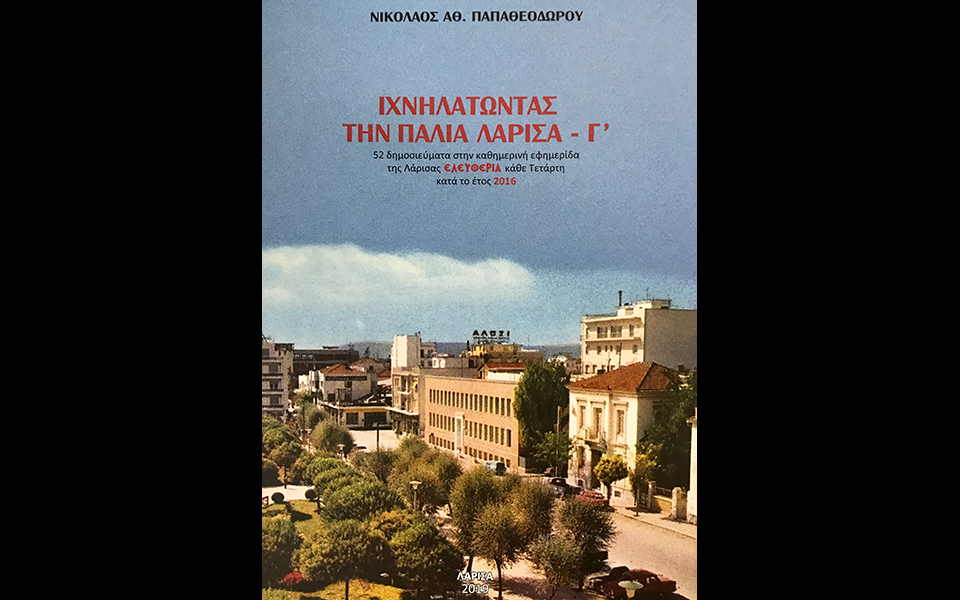 ΝΙΚΟΛΑΟΣ ΑΘ. ΠΑΠΑΘΕΟΔΩΡΟΥ
ΙΧΝΗΛΑΤΩΝΤΑΣ
ΤΗΝ ΠΑΛΙΑ ΛΑΡΙΣΑ - Γ'
52 δημοσιεύματα στην καθημερινή εφημερίδα
της Λάρισας ΕΛΕΥΘΕΡΙΑ κάθε Τετάρτη
κατά το έτος 2016
ΛΑΡΙΣΑ
2019